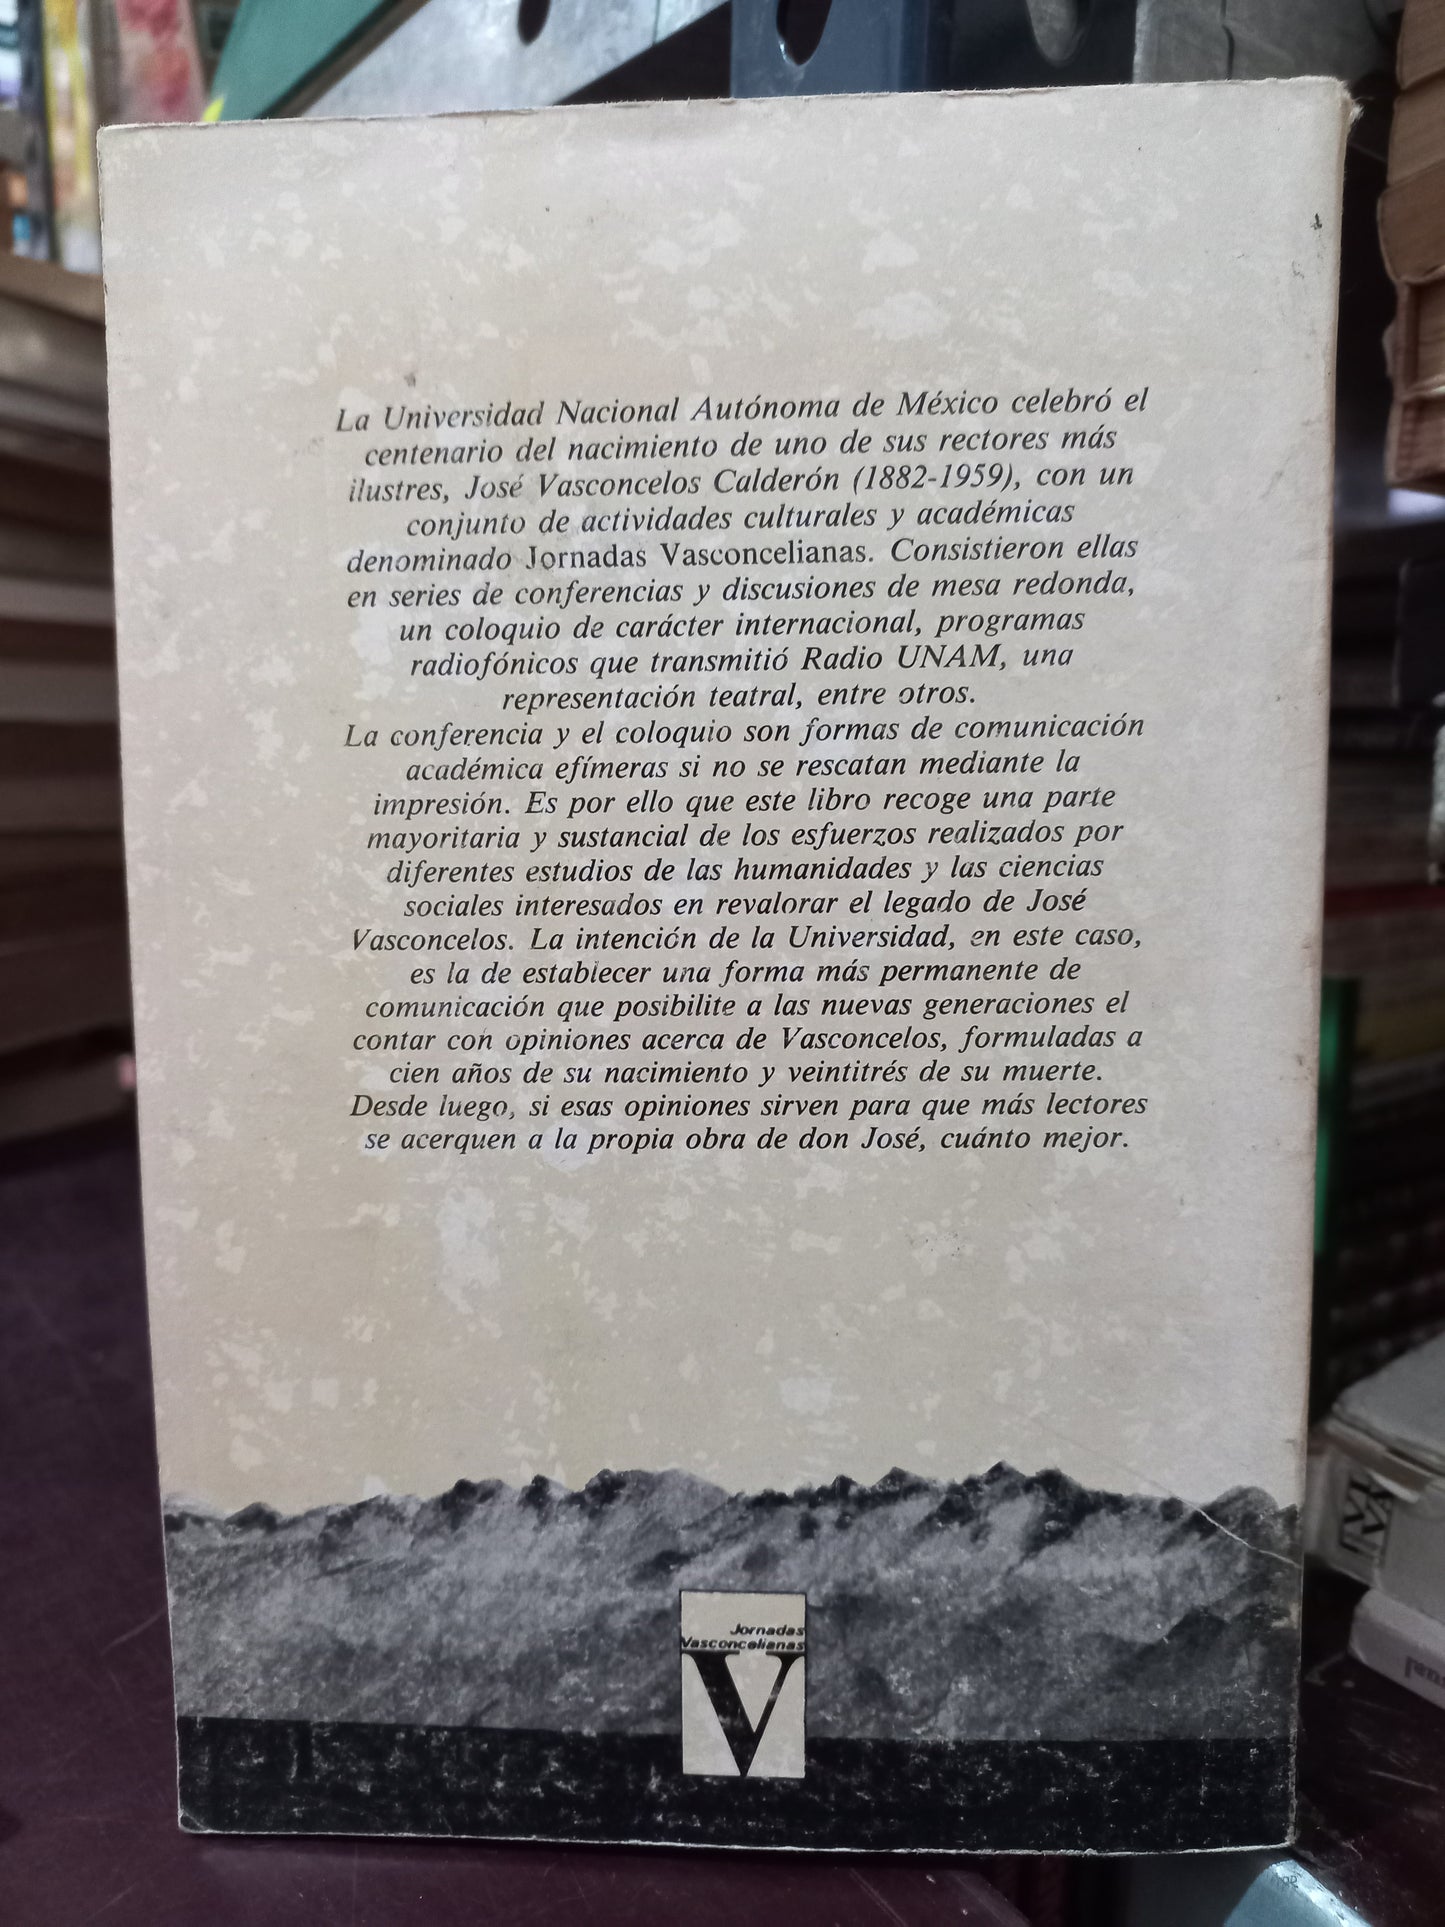 La Universidad Nacional Autónoma de México celebró el
centenario del nacimiento de uno de sus rectores más
ilustres, José Vasconcelos Calderón (1882-1959), con un
conjunto de actividades culturales y académicas
denominado Jornadas Vasconcelianas. Consistieron ellas
en series de conferencias y discusiones de mesa redonda,
un coloquio de carácter internacional, programas
radiofónicos que transmitió Radio UNAM, una
representación teatral, entre otros.
La conferencia y el coloquio son formas de comunicación
académica efímeras si no se rescatan mediante la
impresión. Es por ello que este libro recoge una parte
mayoritaria y sustancial de los esfuerzos realizados por
diferentes estudios de las humanidades y las ciencias
sociales interesados en revalorar el legado de José
Vasconcelos. La intención de la Universidad, en este caso,
es la de establecer una forma más permanente de
comunicación que posibilite a las nuevas generaciones el
contar con opiniones acerca de Vasconcelos, formuladas a
cien años de su nacimiento y veintitrés de su muerte.
Desde luego, si esas opiniones sirven para que más lectores
se acerquen a la propia obra de don José, cuánto mejor.
Jornadas
Vasconcelianas
V